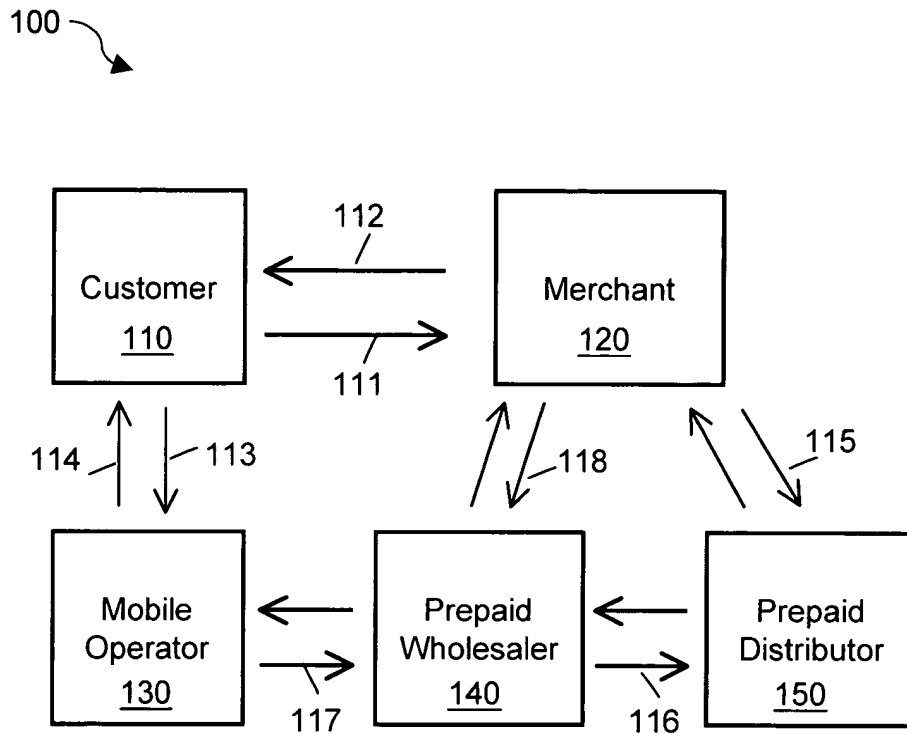 100
112
Customer
110
Merchant
120
111
114
113
118
115
Mobile
Operator
130
Prepaid
Wholesaler
140
Prepaid
Distributor
150
117
116